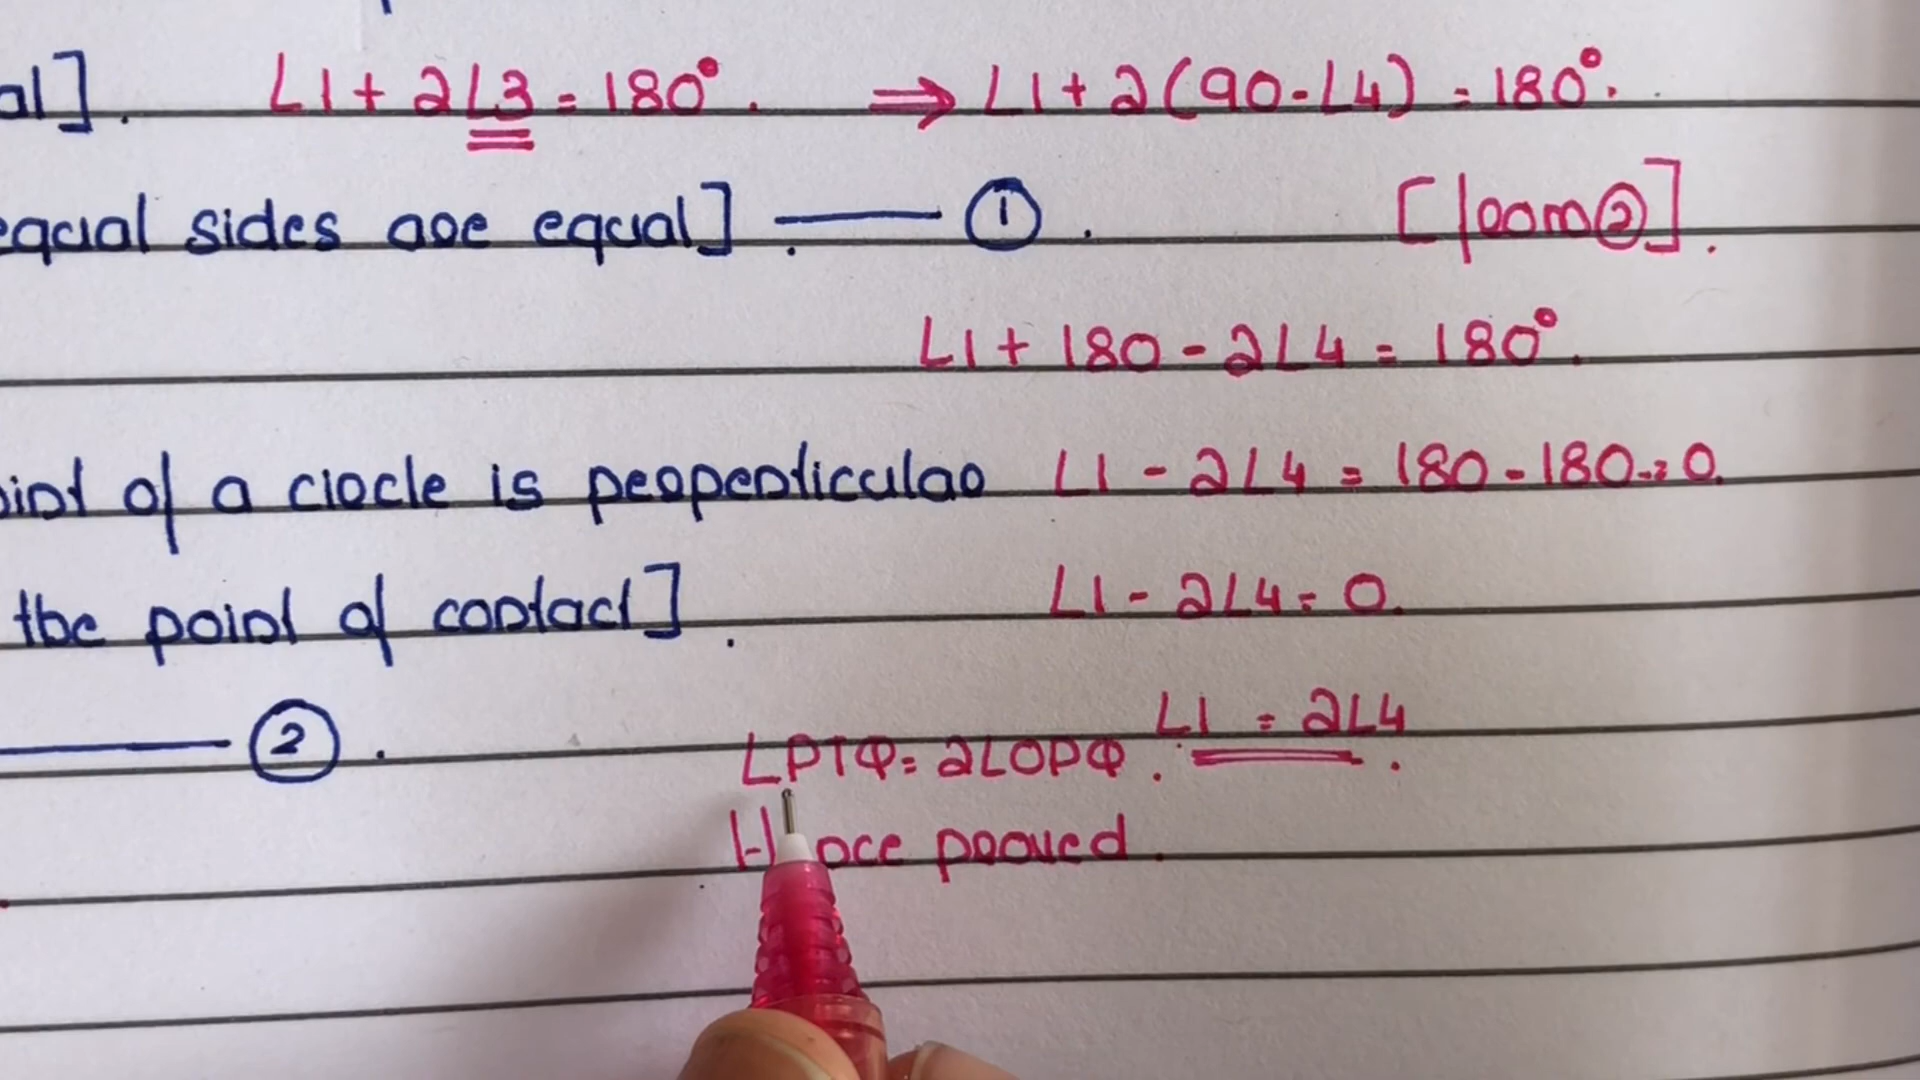 al]. ∠1 + 2∠3 = 180°. ⇒ ∠1 + 2(90 - ∠4) = 180°.
equal sides are equal]. —— ① . [from ②].
∠1 + 180 - 2∠4 = 180°.
point of a circle is perpendicular ∠1 - 2∠4 = 180 - 180 = 0.
the point of contact]. ∠1 - 2∠4 = 0.
—— ② . ∠1 = 2∠4.
∠PTQ = 2∠OPQ.
Hence proved.